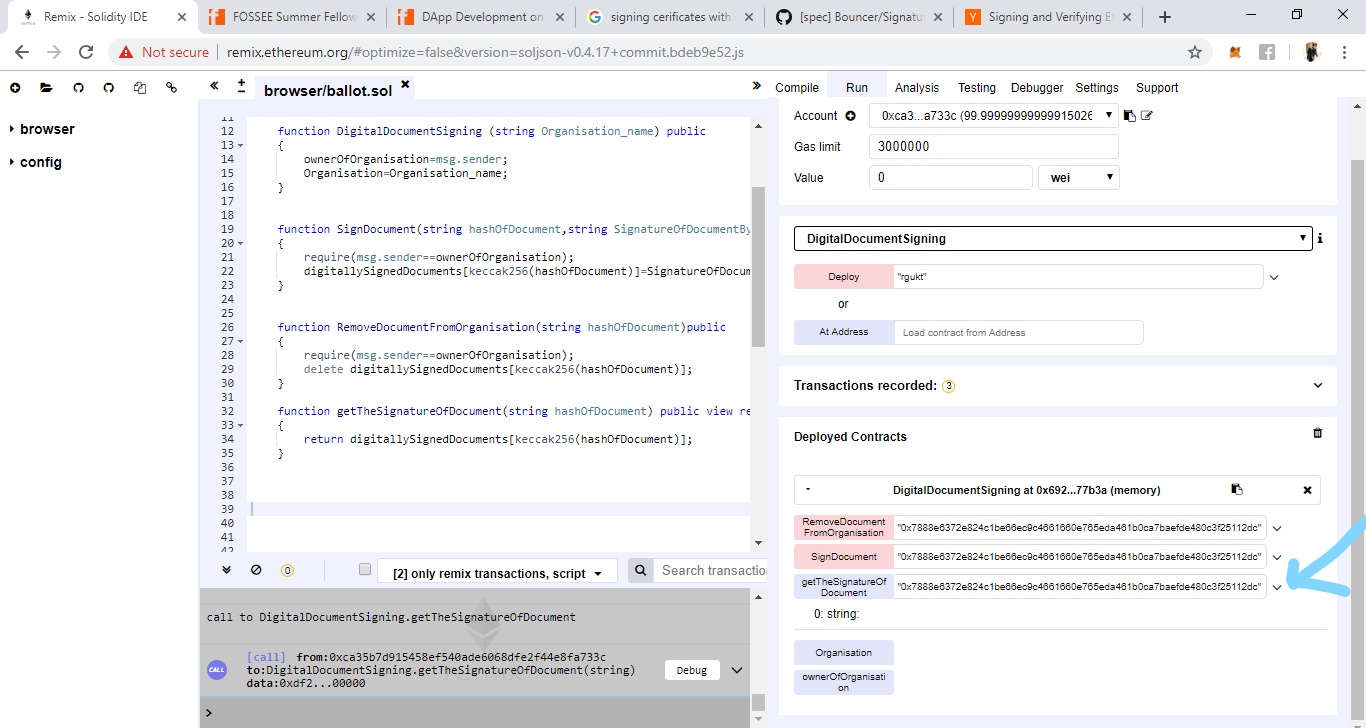 Remix - Solidity IDE
FOSSEE Summer Fellow
DApp Development on
signing cerificates with
[spec] Bouncer/Signatu
Signing and Verifying Et
Not secure
remix.ethereum.org/#optimize=false&version=soljson-v0.4.17+commit.bdeb9e52.js
browser
config
browser/ballot.sol
Compile
Run
Analysis
Testing
Debugger
Settings
Support
11
12 function DigitalDocumentSigning (string Organisation_name) public
13 {
14 ownerOfOrganisation=msg.sender;
15 Organisation=Organisation_name;
16 }
17
18
19 function SignDocument(string hashOfDocument,string SignatureOfDocumentBy
20 {
21 require(msg.sender==ownerOfOrganisation);
22 digitallySignedDocuments[keccak256(hashOfDocument)]=SignatureOfDocum
23 }
24
25
26 function RemoveDocumentFromOrganisation(string hashOfDocument)public
27 {
28 require(msg.sender==ownerOfOrganisation);
29 delete digitallySignedDocuments[keccak256(hashOfDocument)];
30 }
31
32 function getTheSignatureOfDocument(string hashOfDocument) public view re
33 {
34 return digitallySignedDocuments[keccak256(hashOfDocument)];
35 }
36
37
38
39
40
41
42
0
[2] only remix transactions, script
Search transactio
call to DigitalDocumentSigning.getTheSignatureOfDocument
CALL
[call] from:0xca35b7d915458ef540ade6068dfe2f44e8fa733c
to:DigitalDocumentSigning.getTheSignatureOfDocument(string)
data:0xdf2...00000
Debug
>
Account
0xca3...a733c (99.99999999999915026
Gas limit
3000000
Value
0
wei
DigitalDocumentSigning
Deploy
"rgukt"
or
At Address
Load contract from Address
Transactions recorded: 3
Deployed Contracts
DigitalDocumentSigning at 0x692...77b3a (memory)
RemoveDocument
FromOrganisation
"0x7888e6372e824c1be66ec9c4661660e765eda461b0ca7baefde480c3f25112dc"
SignDocument
"0x7888e6372e824c1be66ec9c4661660e765eda461b0ca7baefde480c3f25112dc"
getTheSignatureOf
Document
"0x7888e6372e824c1be66ec9c4661660e765eda461b0ca7baefde480c3f25112dc"
0: string:
Organisation
ownerOfOrganisati
on